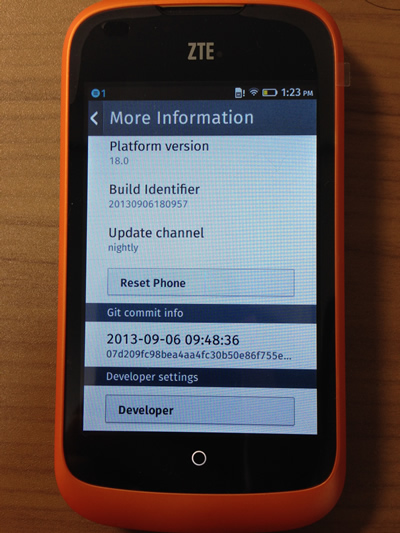 ZTE
1 1:23 PM
More Information
Platform version
18.0
Build Identifier
20130906180957
Update channel
nightly
Reset Phone
Git commit info
2013-09-06 09:48:36
07d209fc98bea4aa4fc30b50e86f755e...
Developer settings
Developer